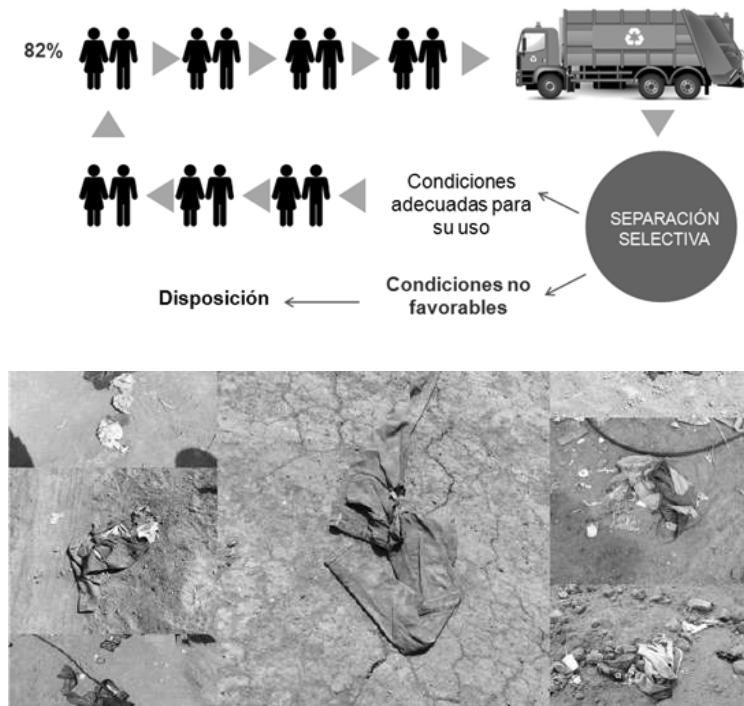 82%
SEPARACIÓN
SELECTIVA
Condiciones
adecuadas para
su uso
Condiciones no
favorables
Disposición